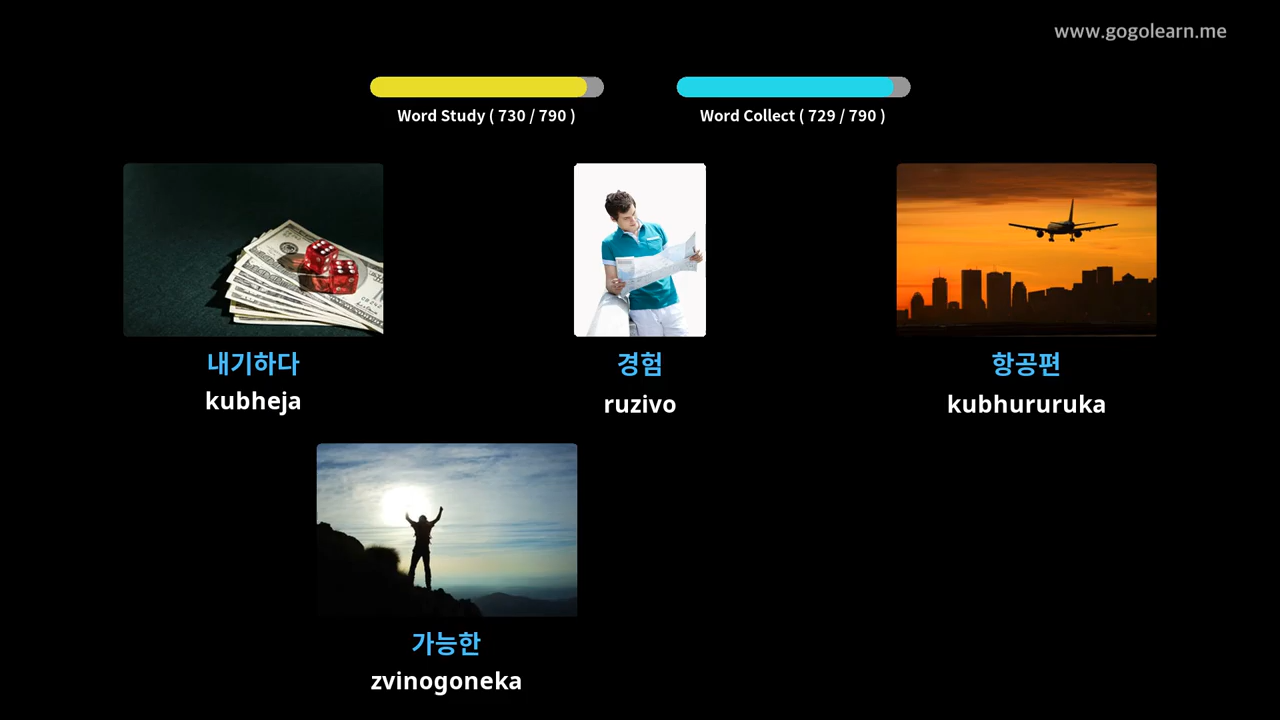 www.gogolearn.me
Word Study ( 730 / 790 )
Word Collect ( 729 / 790 )
내기하다
kubheja
경험
ruzivo
항공편
kubhururuka
가능한
zvinogoneka